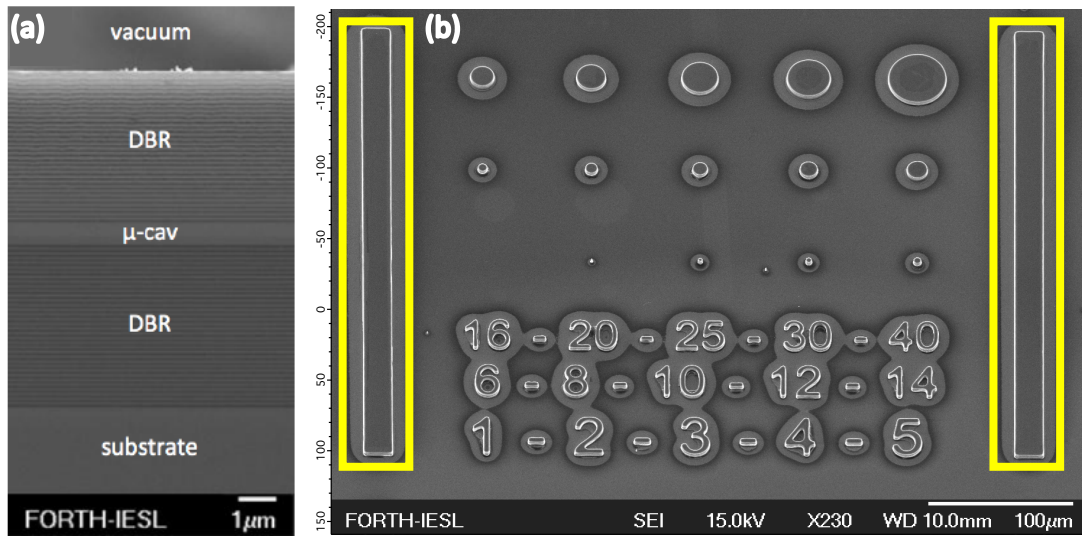 (a)
vacuum
DBR
μ-cav
DBR
substrate
FORTH-IESL 1μm
(b)
-200
-150
-100
-50
0
50
100
150
16 - 20 - 25 - 30 - 40
6 - 8 - 10 - 12 - 14
1 - 2 - 3 - 4 - 5
FORTH-IESL SEI 15.0kV X230 WD 10.0mm 100μm